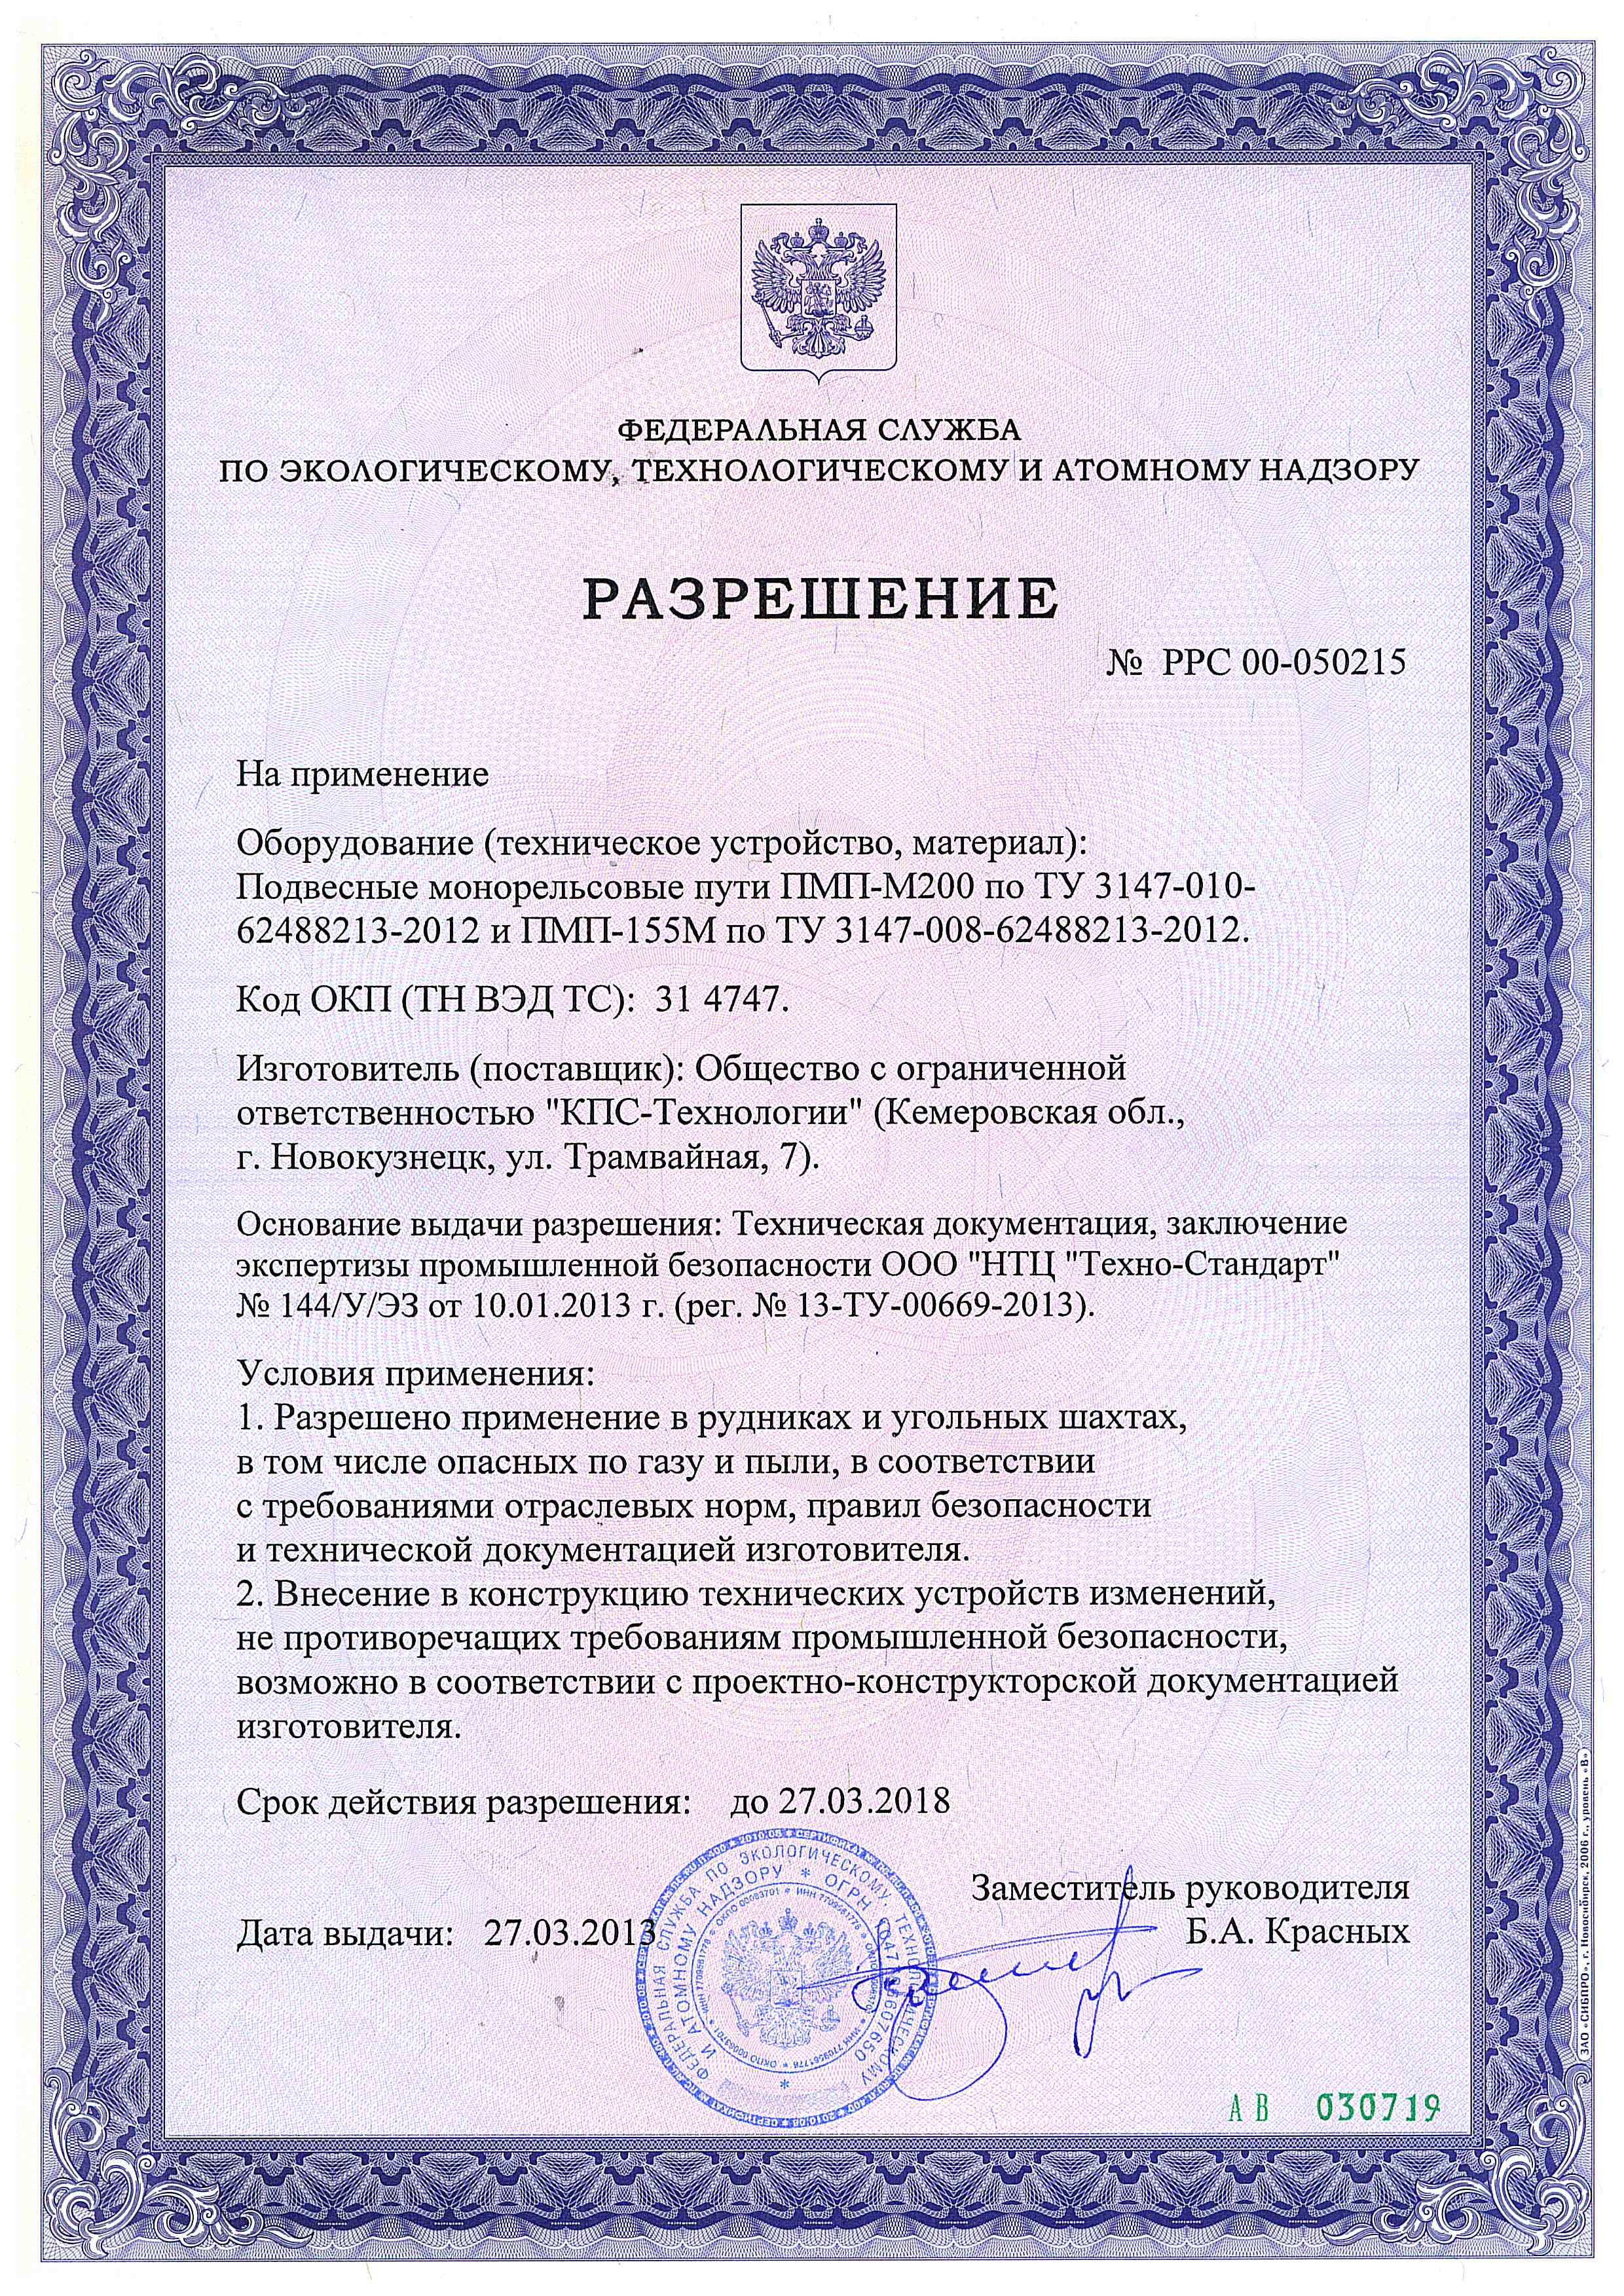 ФЕДЕРАЛЬНАЯ СЛУЖБА
ПО ЭКОЛОГИЧЕСКОМУ, ТЕХНОЛОГИЧЕСКОМУ И АТОМНОМУ НАДЗОРУ
РАЗРЕШЕНИЕ
№ РРС 00-050215
На применение
Оборудование (техническое устройство, материал):
Подвесные монорельсовые пути ПМП-М200 по ТУ 3147-010-
62488213-2012 и ПМП-155М по ТУ 3147-008-62488213-2012.
Код ОКП (ТН ВЭД ТС): 31 4747.
Изготовитель (поставщик): Общество с ограниченной
ответственностью "КПС-Технологии" (Кемеровская обл.,
г. Новокузнецк, ул. Трамвайная, 7).
Основание выдачи разрешения: Техническая документация, заключение
экспертизы промышленной безопасности ООО "НТЦ "Техно-Стандарт"
№ 144/У/ЭЗ от 10.01.2013 г. (рег. № 13-ТУ-00669-2013).
Условия применения:
1. Разрешено применение в рудниках и угольных шахтах,
в том числе опасных по газу и пыли, в соответствии
с требованиями отраслевых норм, правил безопасности
и технической документацией изготовителя.
2. Внесение в конструкцию технических устройств изменений,
не противоречащих требованиям промышленной безопасности,
возможно в соответствии с проектно-конструкторской документацией
изготовителя.
Срок действия разрешения: до 27.03.2018
Заместитель руководителя
Дата выдачи: 27.03.2013
Б.А. Красных
ФЕДЕРАЛЬНАЯ СЛУЖБА ПО ЭКОЛОГИЧЕСКОМУ, ТЕХНОЛОГИЧЕСКОМУ
И АТОМНОМУ НАДЗОРУ * ОГРН
АВ 030719
ЗАО «СИБПРО», г. Новосибирск, 2006 г., уровень «В»